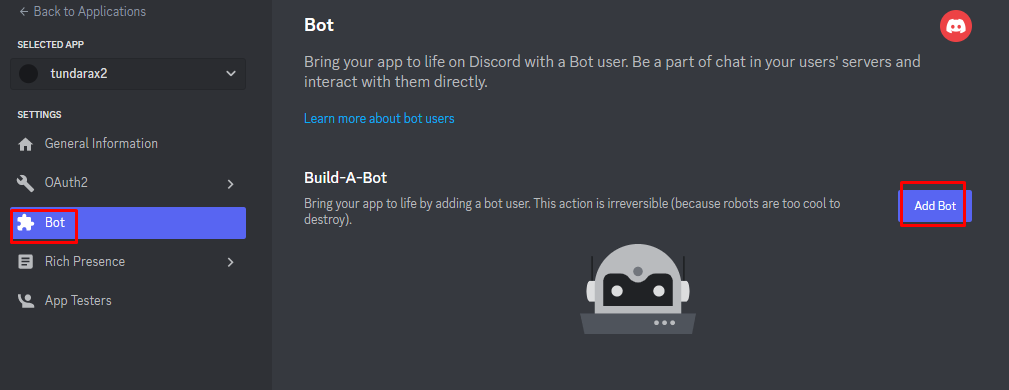 ← Back to Applications
SELECTED APP
tundarax2
SETTINGS
General Information
OAuth2
Bot
Rich Presence
App Testers
Bot
Bring your app to life on Discord with a Bot user. Be a part of chat in your users' servers and
interact with them directly.
Learn more about bot users
Build-A-Bot
Bring your app to life by adding a bot user. This action is irreversible (because robots are too cool to
destroy).
Add Bot